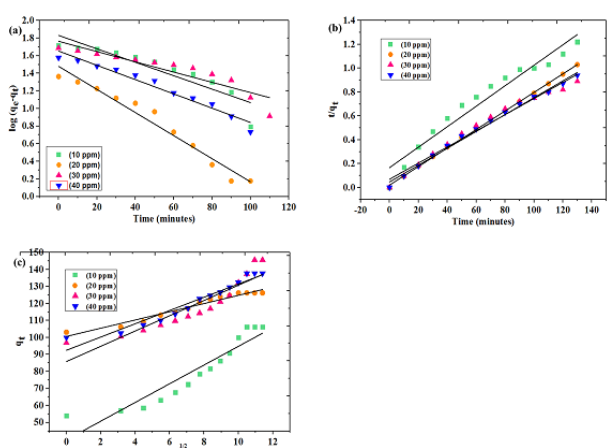 (a)
log (qe-qt)
2.0
1.8
1.6
1.4
1.2
1.0
0.8
0.6
0.4
0.2
0.0
(10 ppm)
(20 ppm)
(30 ppm)
(40 ppm)
0 20 40 60 80 100 120
Time (minutes)
(b)
t/qt
1.4
1.2
1.0
0.8
0.6
0.4
0.2
0.0
(10 ppm)
(20 ppm)
(30 ppm)
(40 ppm)
-20 0 20 40 60 80 100 120 140
Time (minutes)
(c)
qt
150
140
130
120
110
100
90
80
70
60
50
(10 ppm)
(20 ppm)
(30 ppm)
(40 ppm)
0 2 4 6 8 10 12
1/2